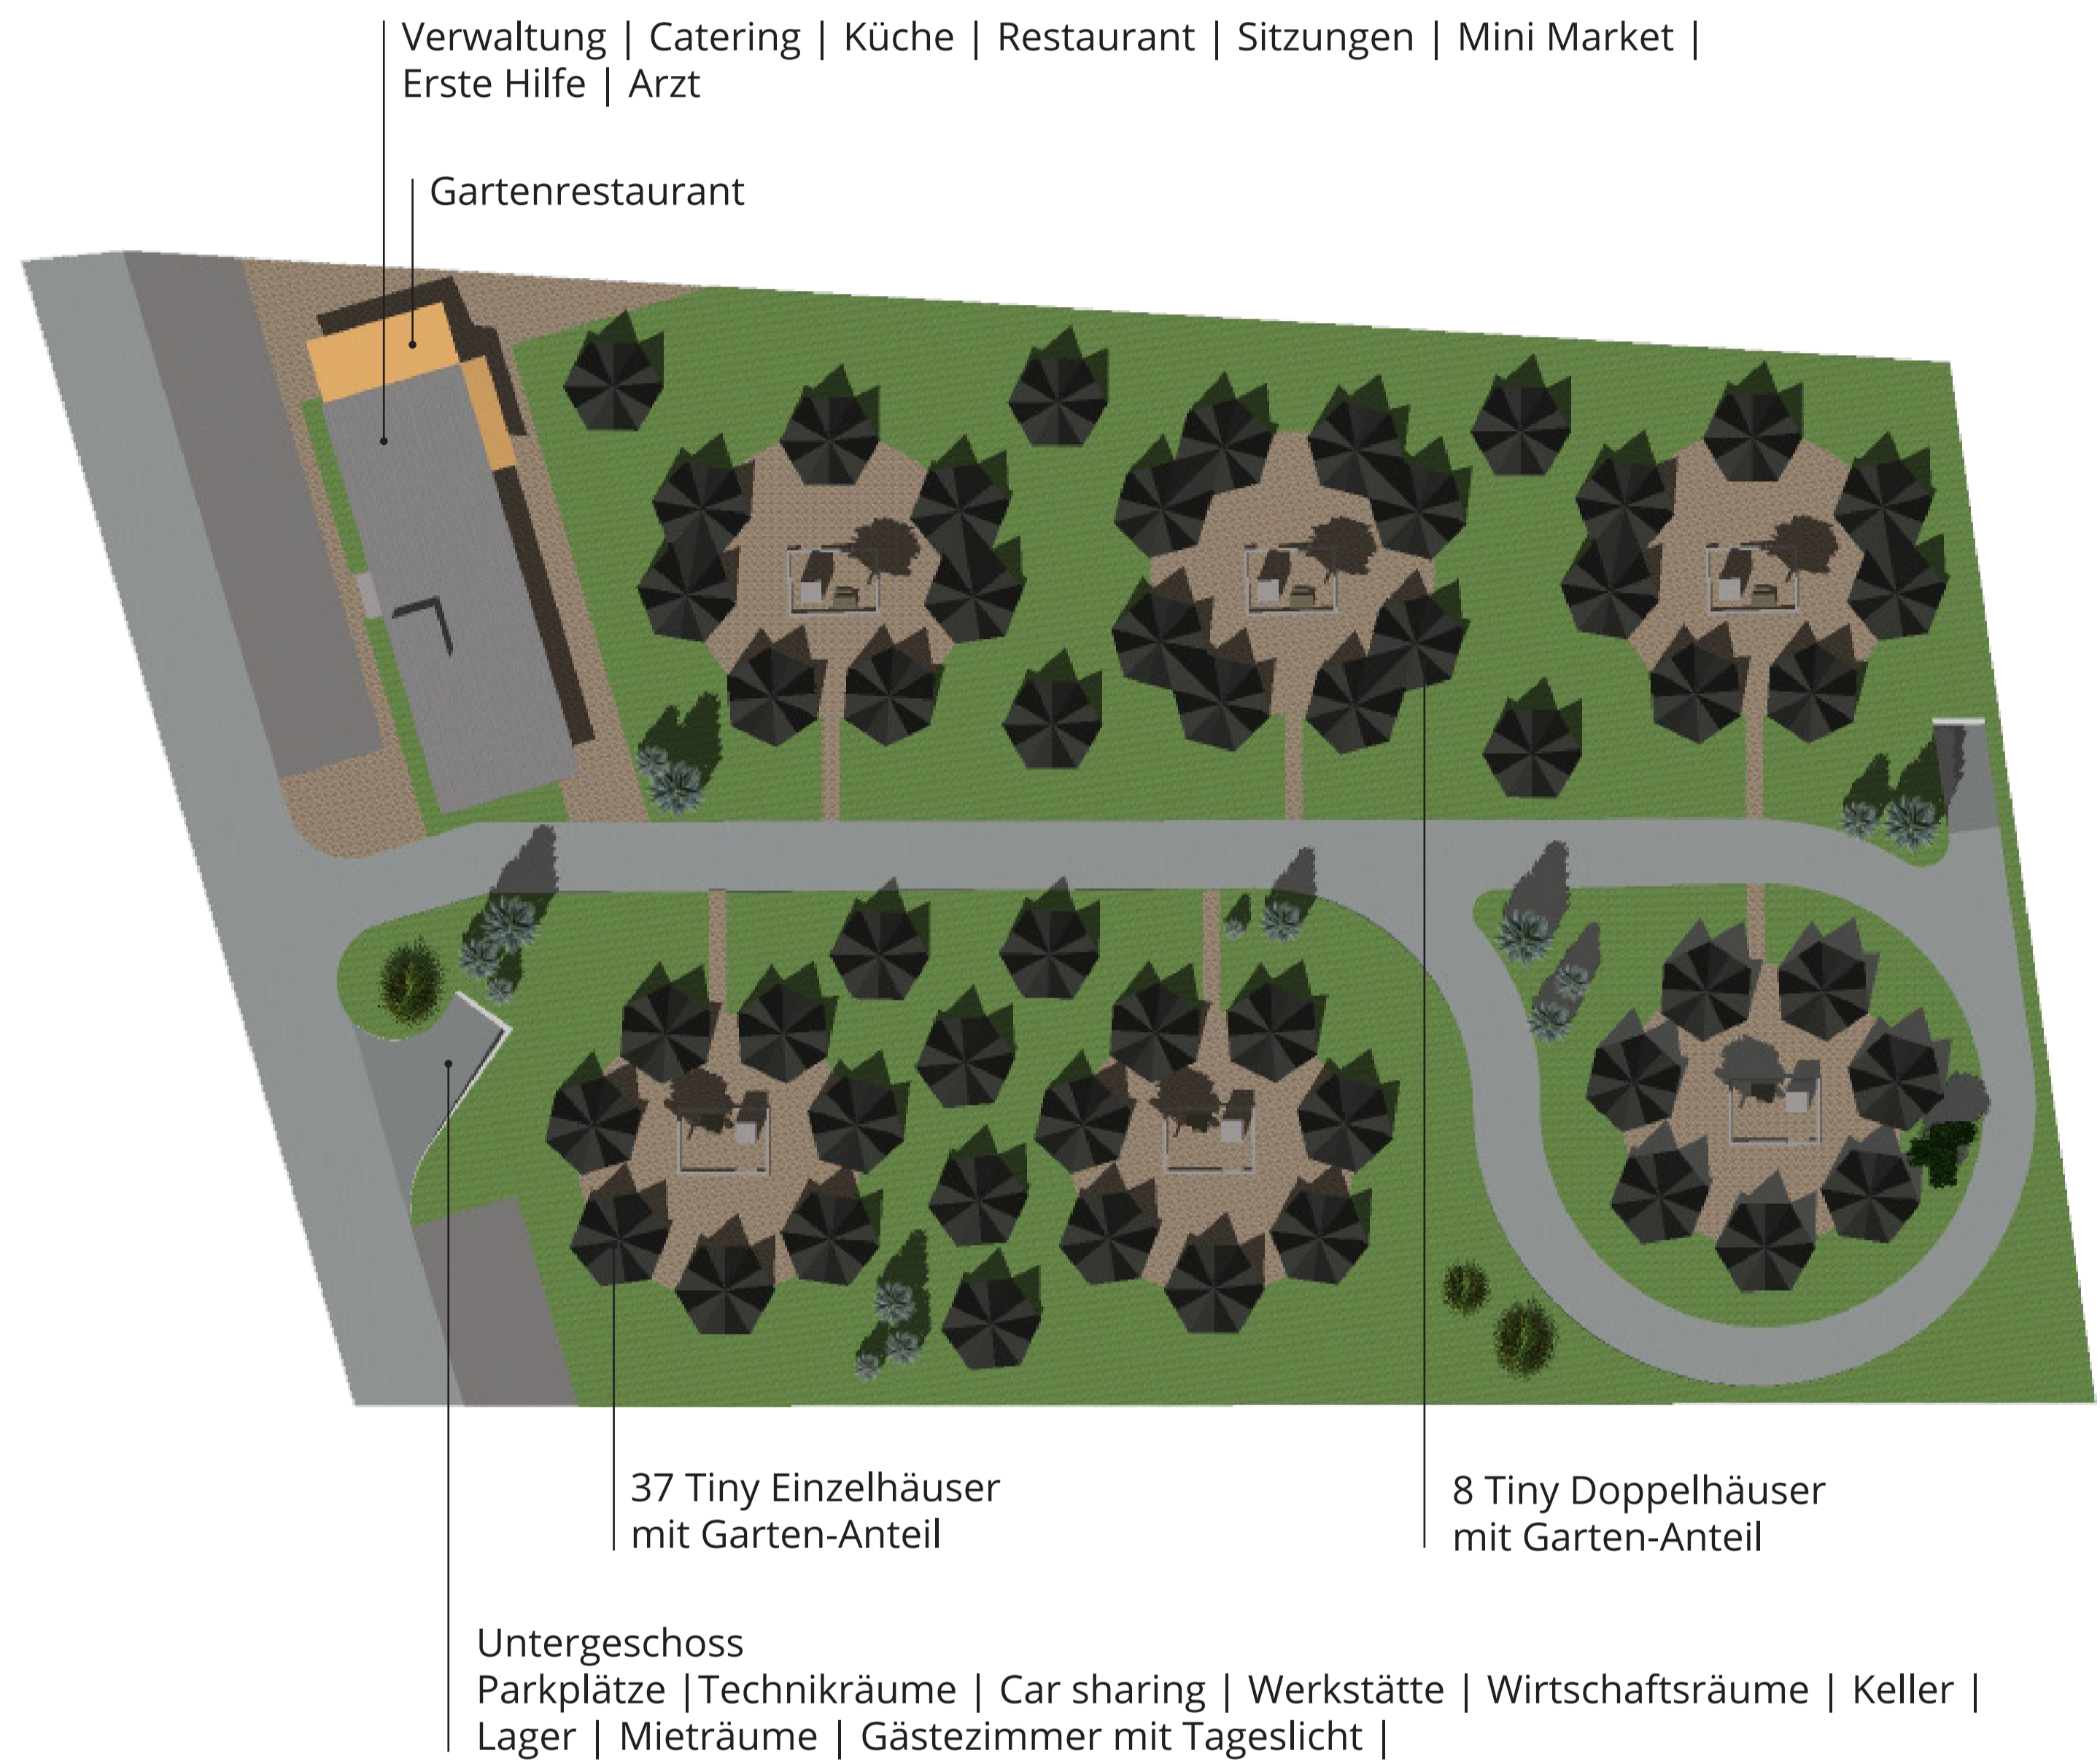 Verwaltung | Catering | Küche | Restaurant | Sitzungen | Mini Market |
Erste Hilfe | Arzt
Gartenrestaurant
37 Tiny Einzelhäuser
mit Garten-Anteil
8 Tiny Doppelhäuser
mit Garten-Anteil
Untergeschoss
Parkplätze |Technikräume | Car sharing | Werkstätte | Wirtschaftsräume | Keller |
Lager | Mieträume | Gästezimmer mit Tageslicht |